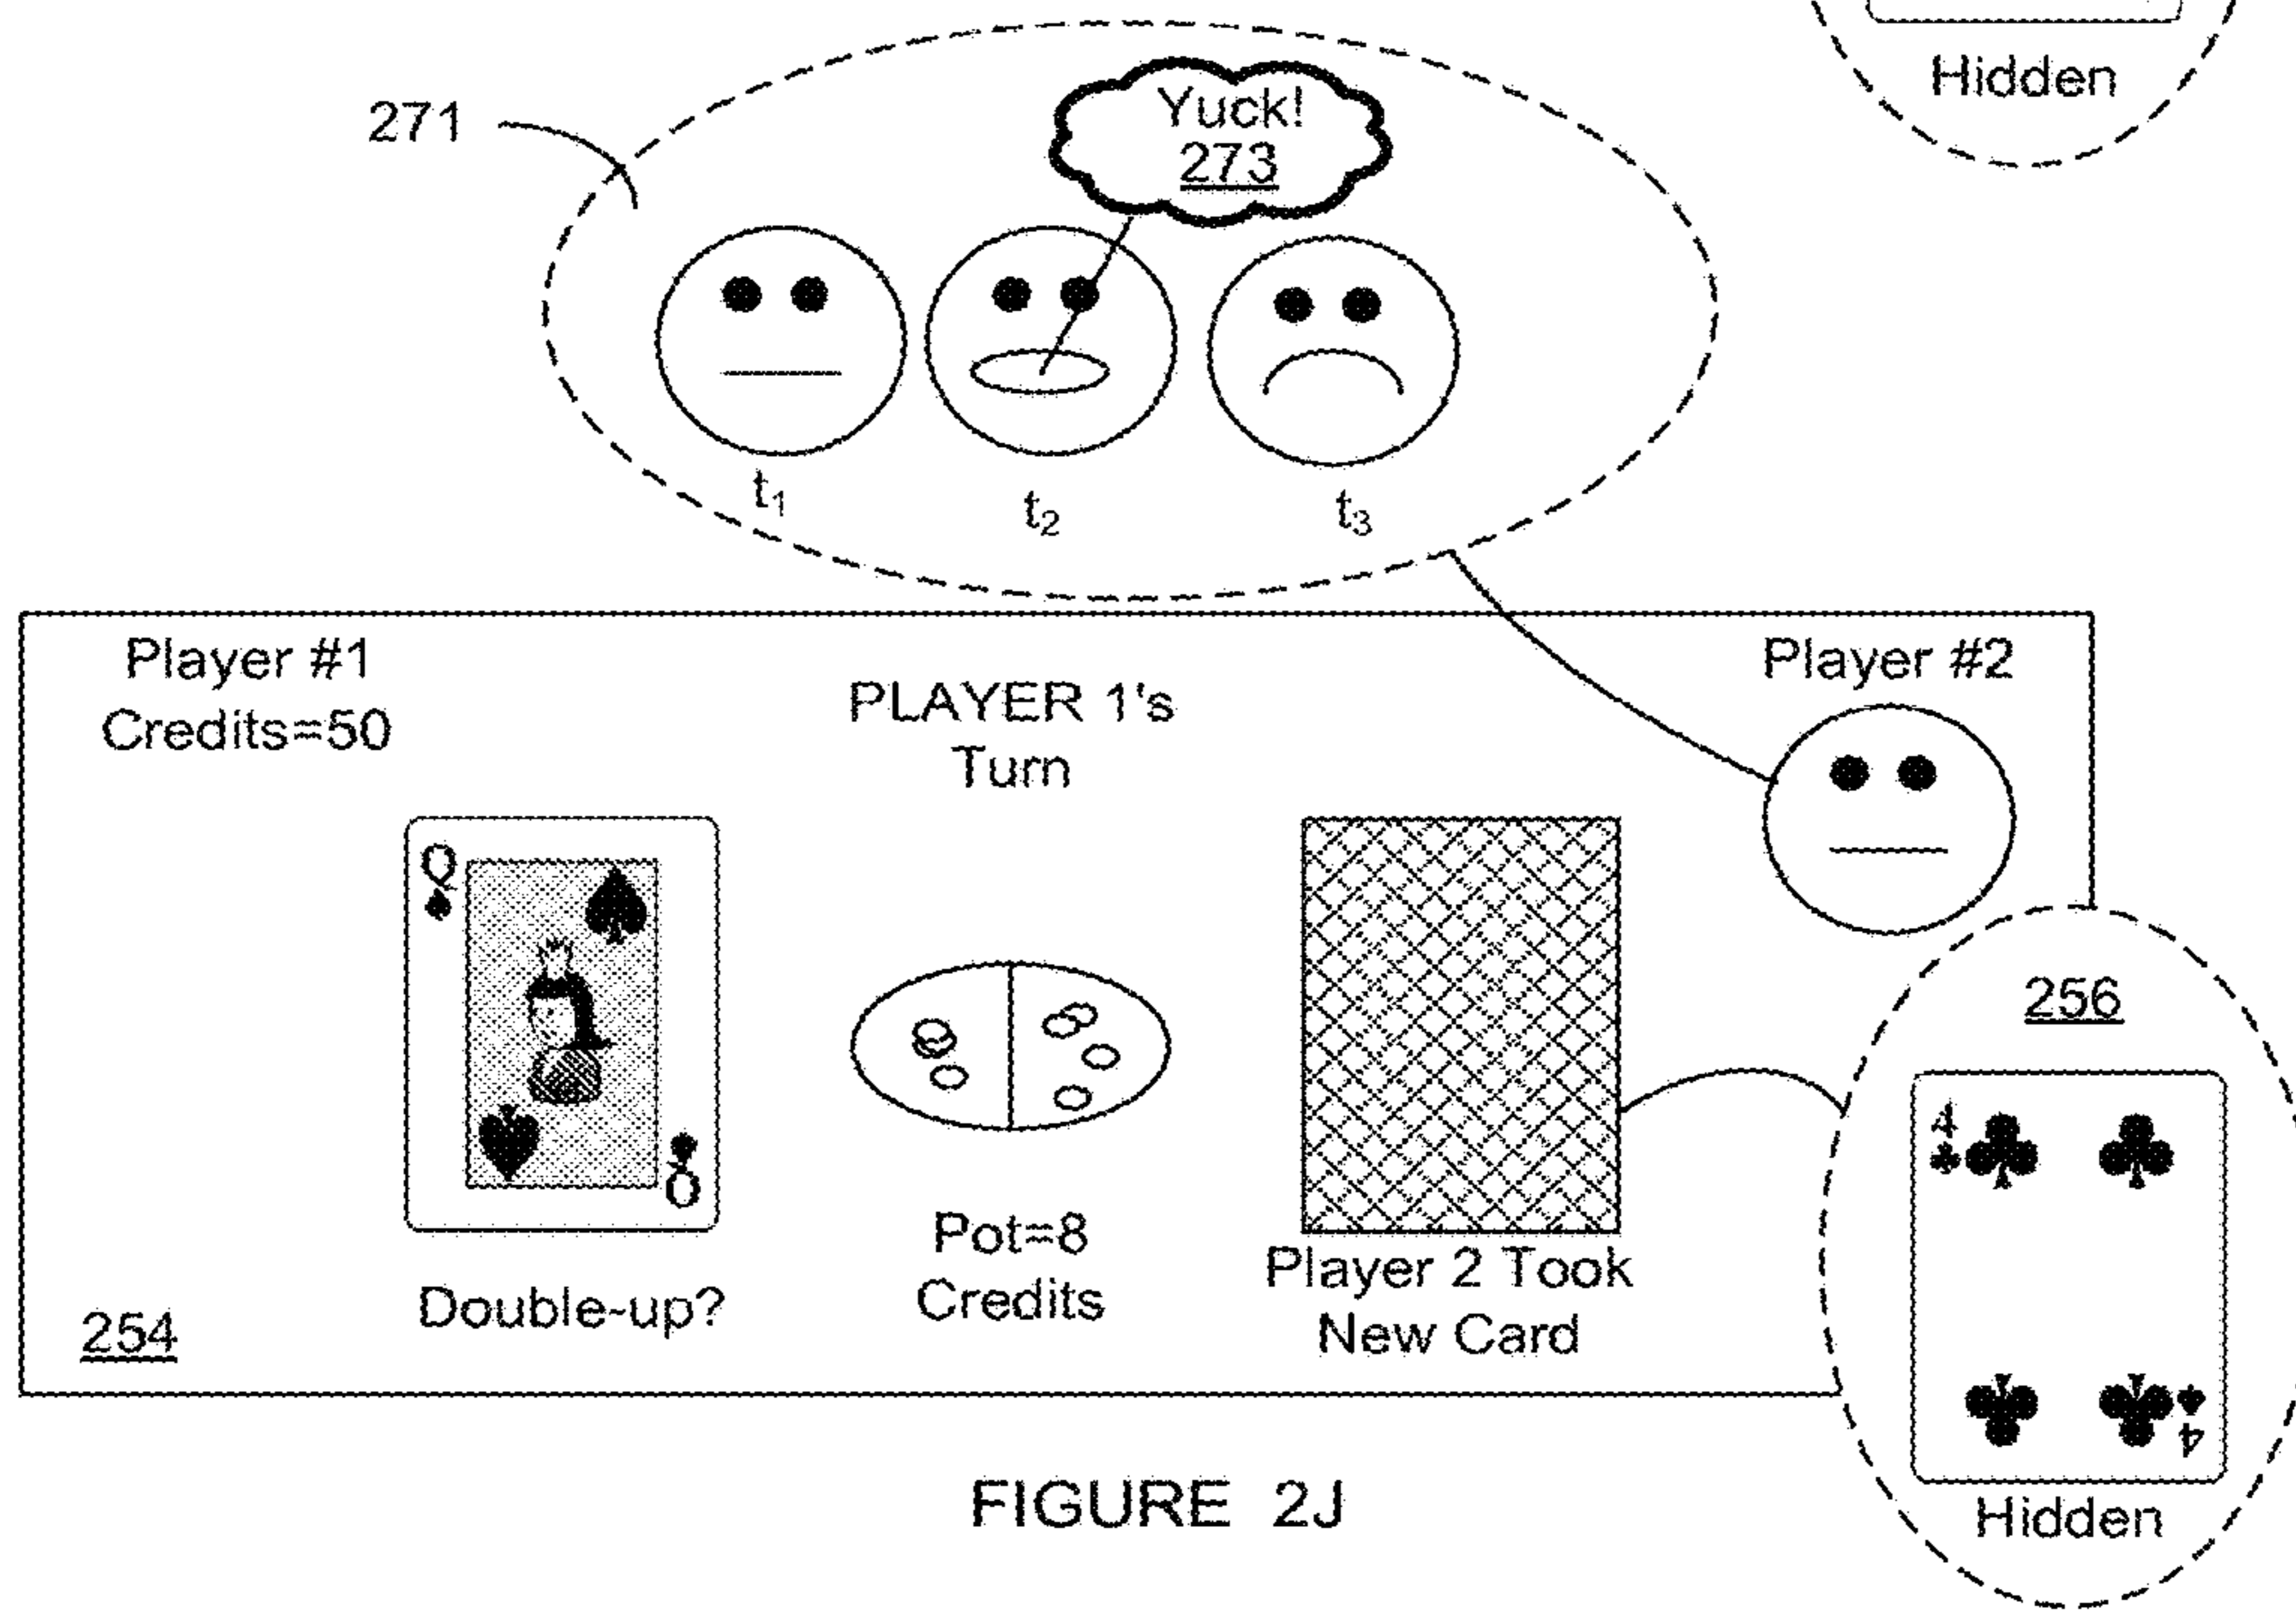 Hidden
271
Yuck!
273
t1
t2
t3
Player #1
Credits=50
PLAYER 1's
Turn
Player #2
Q
Q
Pot=8
Credits
Double-up?
Player 2 Took
New Card
254
256
4
4
Hidden
FIGURE 2J